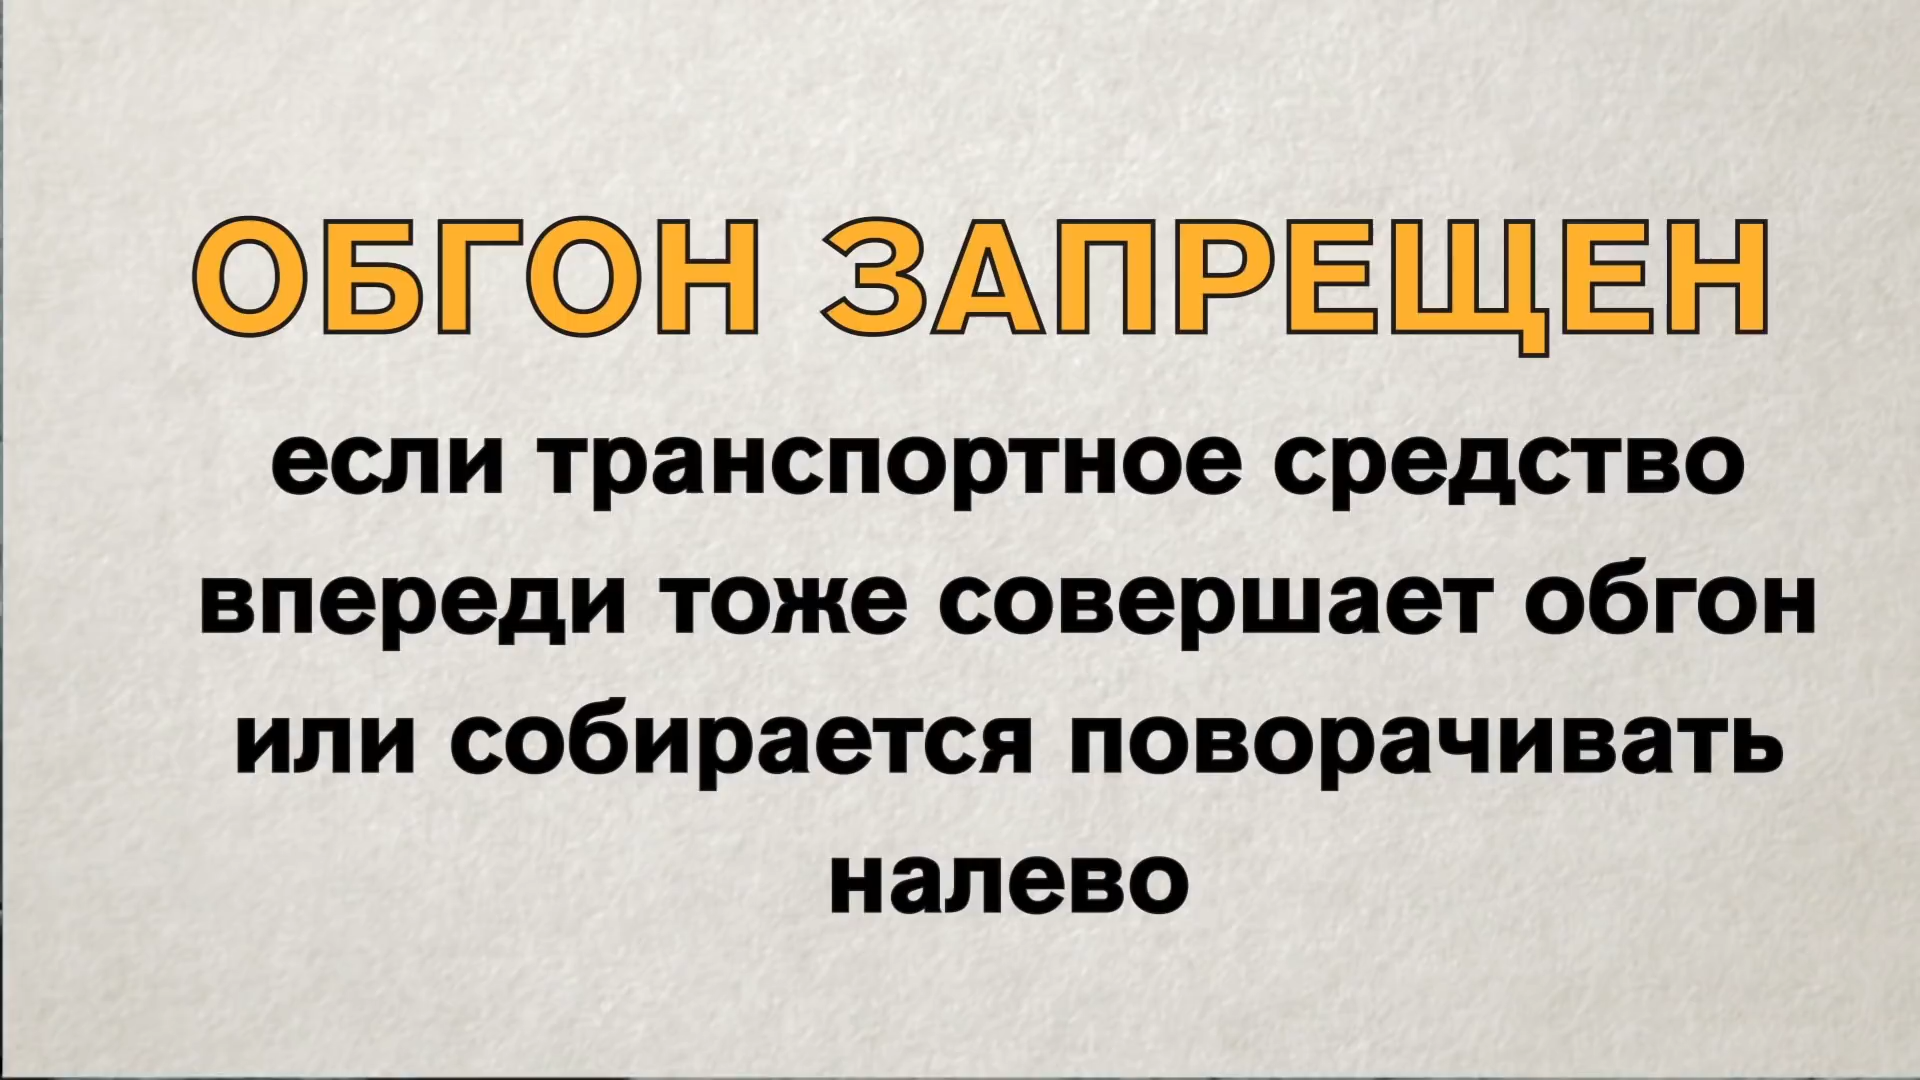 ОБГОН ЗАПРЕЩЕН
если транспортное средство
впереди тоже совершает обгон
или собирается поворачивать
налево